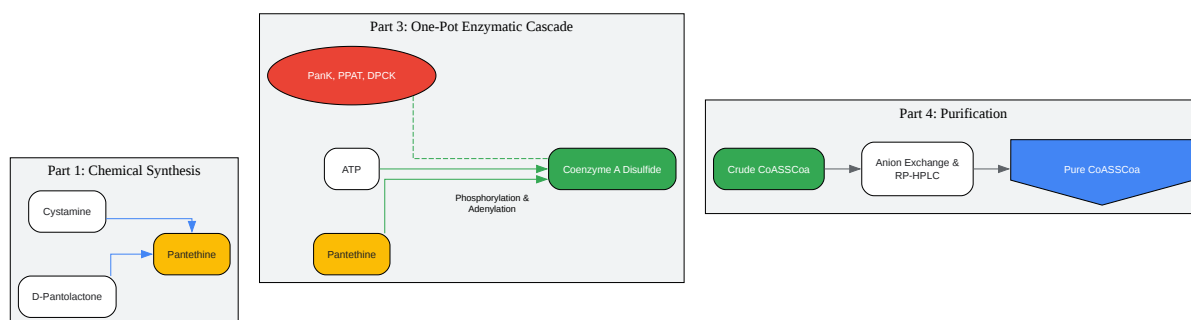 Part 1: Chemical Synthesis
Cystamine
Pantethine
D-Pantolactone
Part 3: One-Pot Enzymatic Cascade
PanK, PPAT, DPCK
ATP
Coenzyme A Disulfide
Phosphorylation &
Adenylation
Pantethine
Part 4: Purification
Crude CoASSCoa
Anion Exchange &
RP-HPLC
Pure CoASSCoa